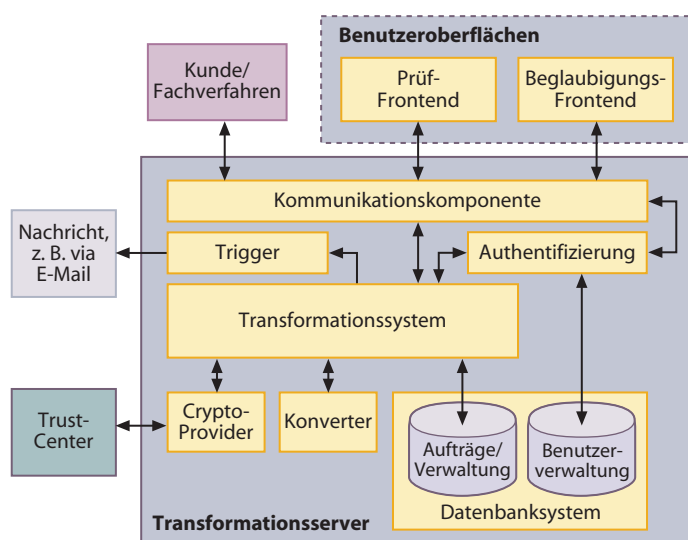 Benutzeroberflächen
Kunde/
Fachverfahren
Prüf-
Frontend
Beglaubigungs-
Frontend
Kommunikationskomponente
Nachricht,
z. B. via
E-Mail
Trigger
Authentifizierung
Transformationssystem
Trust-
Center
Crypto-
Provider
Konverter
Aufträge/
Verwaltung
Benutzer-
verwaltung
Datenbanksystem
Transformationsserver